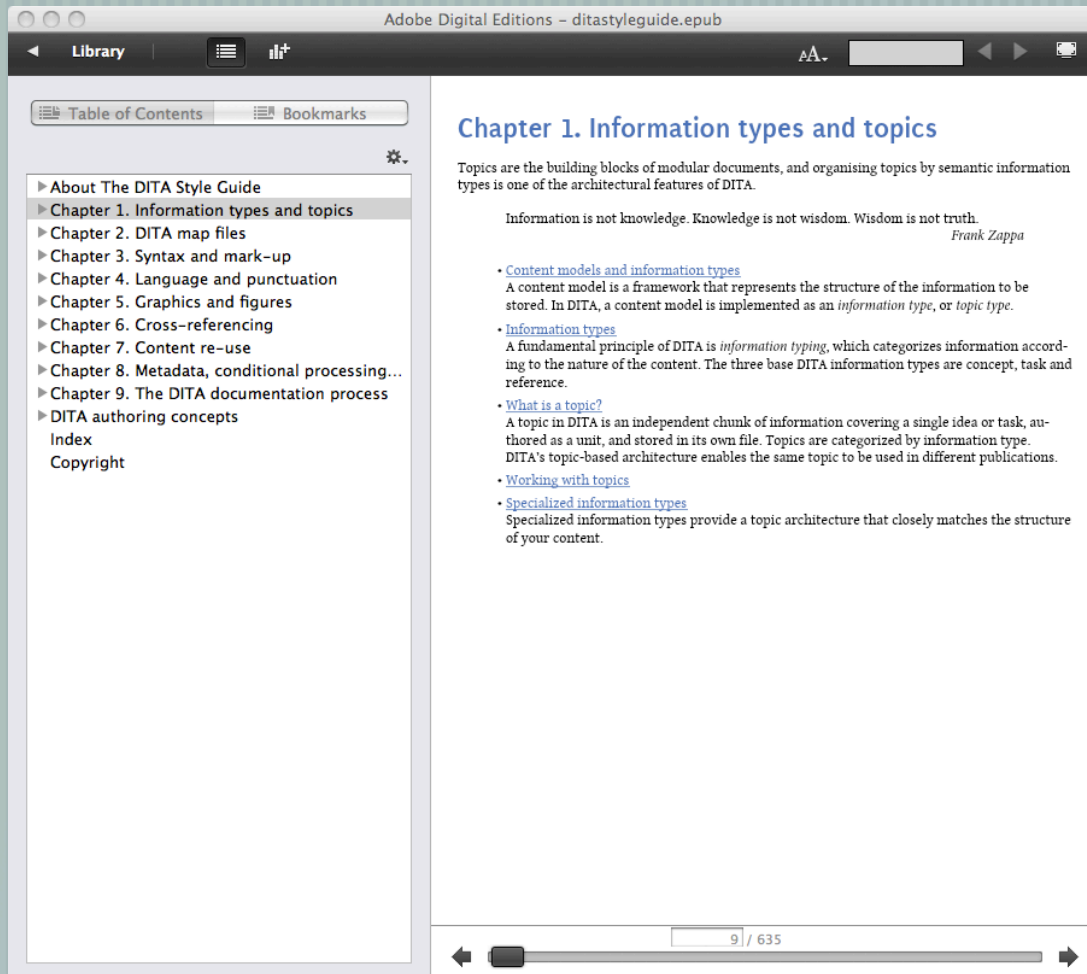 Adobe Digital Editions – ditastyleguide.epub
Library
AA
Table of Contents
Bookmarks
About The DITA Style Guide
Chapter 1. Information types and topics
Chapter 2. DITA map files
Chapter 3. Syntax and mark-up
Chapter 4. Language and punctuation
Chapter 5. Graphics and figures
Chapter 6. Cross-referencing
Chapter 7. Content re-use
Chapter 8. Metadata, conditional processing...
Chapter 9. The DITA documentation process
DITA authoring concepts
Index
Copyright
Chapter 1. Information types and topics
Topics are the building blocks of modular documents, and organising topics by semantic information
types is one of the architectural features of DITA.
Information is not knowledge. Knowledge is not wisdom. Wisdom is not truth.
Frank Zappa
• Content models and information types
A content model is a framework that represents the structure of the information to be
stored. In DITA, a content model is implemented as an information type, or topic type.
• Information types
A fundamental principle of DITA is information typing, which categorizes information accord-
ing to the nature of the content. The three base DITA information types are concept, task and
reference.
• What is a topic?
A topic in DITA is an independent chunk of information covering a single idea or task, au-
thored as a unit, and stored in its own file. Topics are categorized by information type.
DITA's topic-based architecture enables the same topic to be used in different publications.
• Working with topics
• Specialized information types
Specialized information types provide a topic architecture that closely matches the structure
of your content.
9 / 635